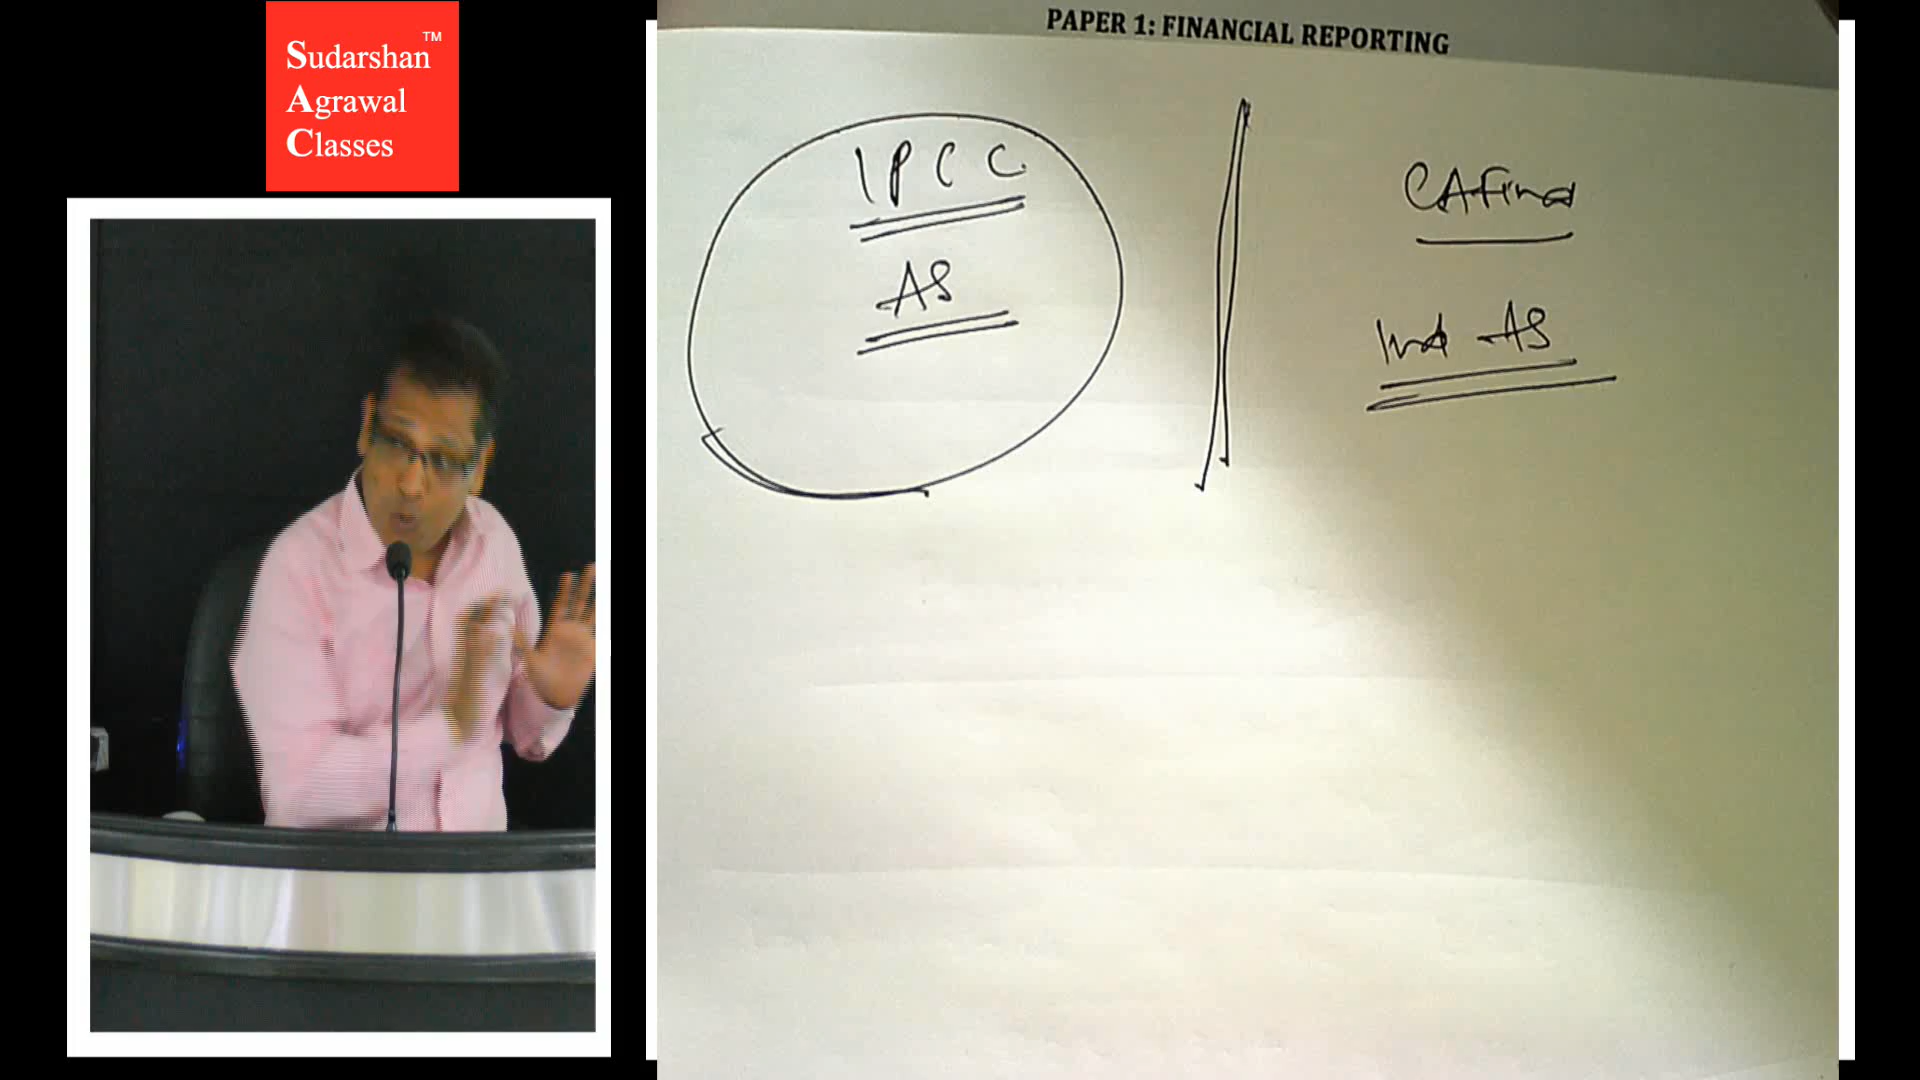 Sudarshan™
Agrawal
Classes
PAPER 1: FINANCIAL REPORTING
IPCC
AS
CA Final
Ind AS